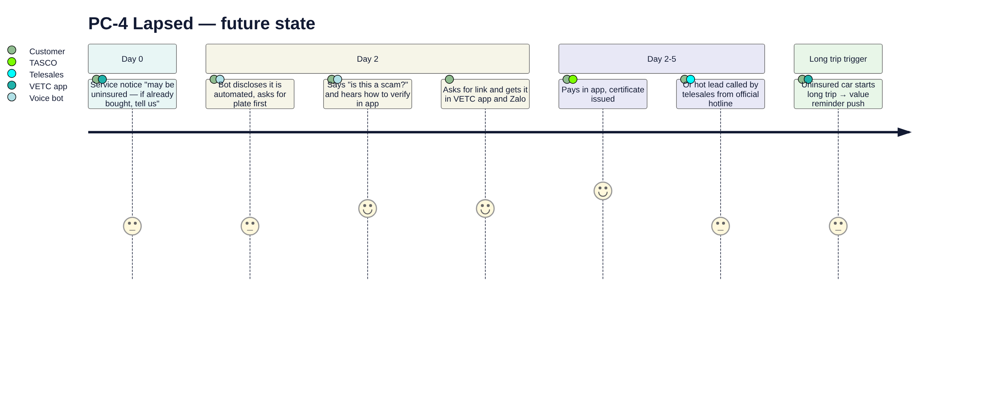 PC-4 Lapsed — future state
Customer
TASCO
Telesales
VETC app
Voice bot
Day 0
Day 2
Day 2-5
Long trip trigger
Service notice "may be
uninsured — if already
bought, tell us"
Bot discloses it is
automated, asks for
plate first
Says "is this a scam?"
and hears how to verify
in app
Asks for link and gets it
in VETC app and Zalo
Pays in app, certificate
issued
Or hot lead called by
telesales from official
hotline
Uninsured car starts
long trip → value
reminder push